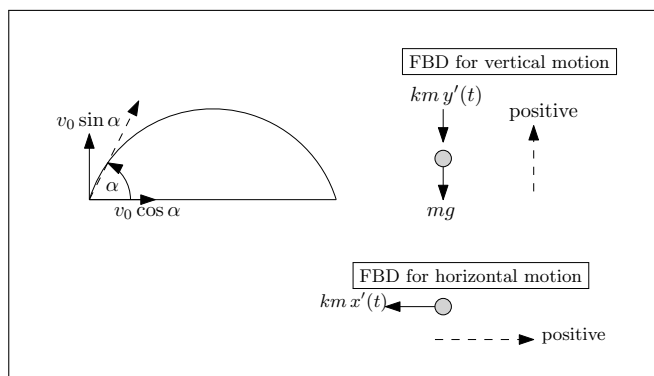 FBD for vertical motion
km y′(t)
positive
v₀ sin α
α
v₀ cos α
mg
FBD for horizontal motion
km x′(t)
positive